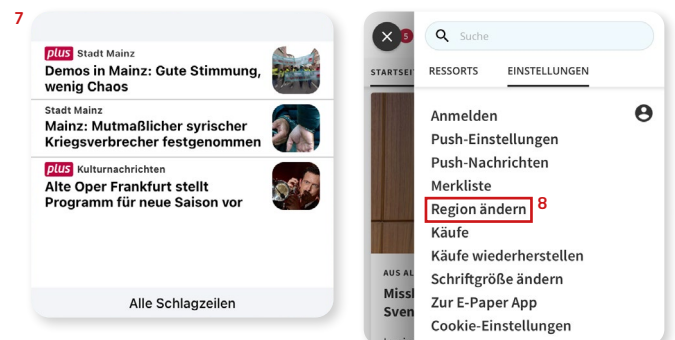 7
plus Stadt Mainz
Demos in Mainz: Gute Stimmung,
wenig Chaos
Stadt Mainz
Mainz: Mutmaßlicher syrischer
Kriegsverbrecher festgenommen
plus Kulturnachrichten
Alte Oper Frankfurt stellt
Programm für neue Saison vor
Alle Schlagzeilen
5
Suche
STARTSEI
RESSORTS EINSTELLUNGEN
Anmelden
Push-Einstellungen
Push-Nachrichten
Merkliste
Region ändern 8
Käufe
Käufe wiederherstellen
Schriftgröße ändern
Zur E-Paper App
Cookie-Einstellungen
AUS AL
Missl
Sven